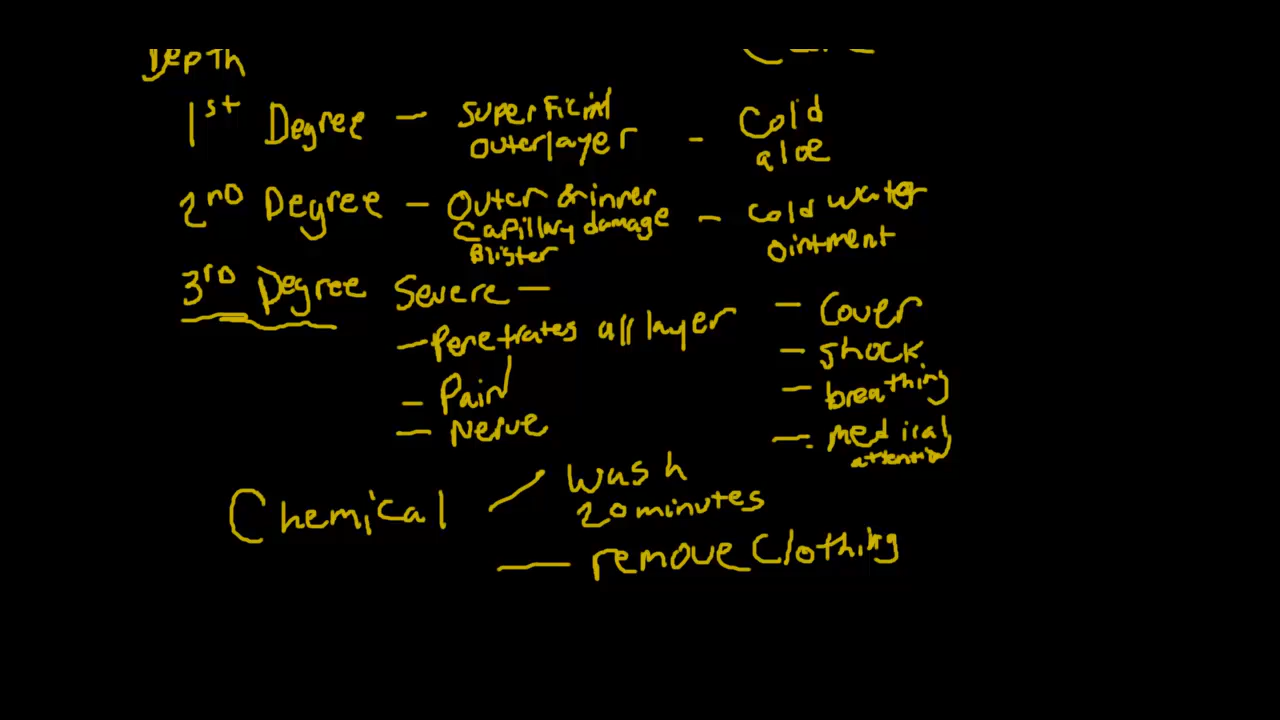 Depth Care
1st Degree - Superficial - Cold
outerlayer aloe
2nd Degree - Outer & inner - Cold water
Capillary damage ointment
Blister
3rd Degree Severe -
- Penetrates all layer - Cover
- Shock
- Pain - breathing
- Nerve - medical
attention
Chemical - Wash
20 minutes
- remove Clothing